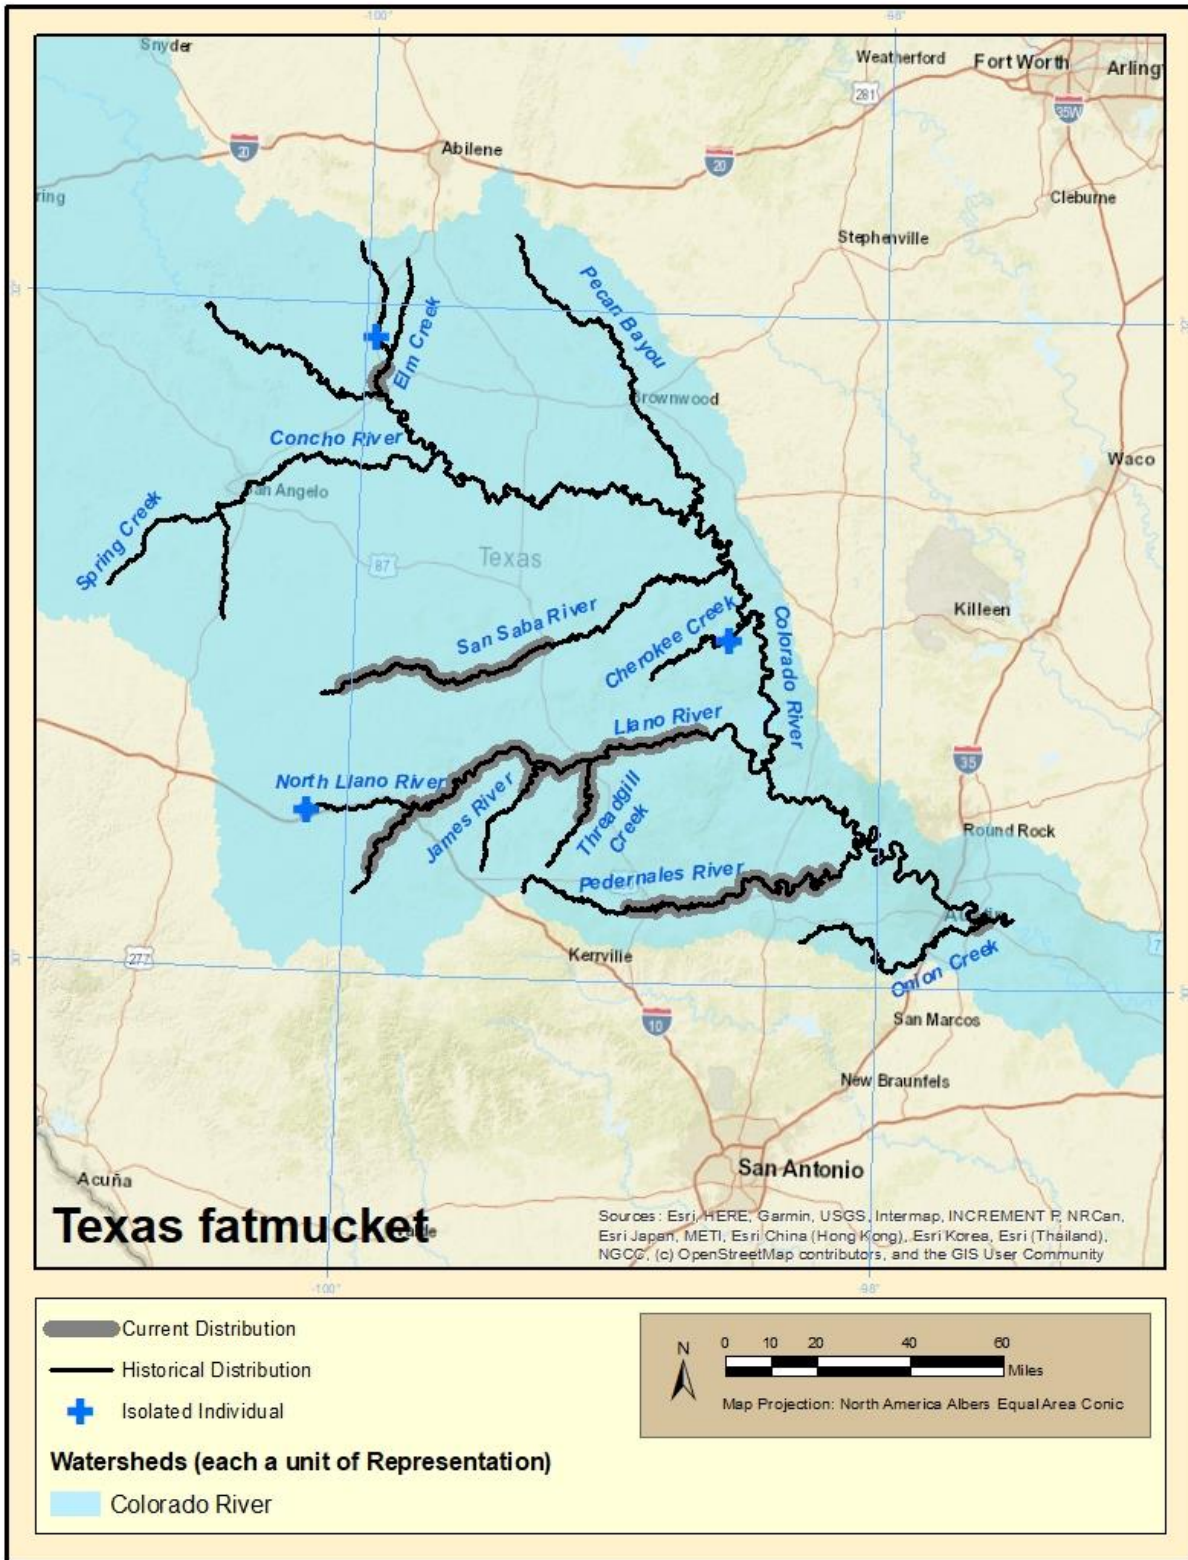 -100°
-98°
Snyder
Weatherford
Fort Worth
Arling
281
35W
20
Abilene
20
ring
Cleburne
Stephenville
Pecan Bayou
Elm Creek
Brownwood
Concho River
Waco
San Angelo
Spring Creek
Texas
87
San Saba River
Cherokee Creek
Colorado River
Killeen
Llano River
35
North Llano River
James River
Threadgill
Creek
Round Rock
Pedernales River
Austin
Onion Creek
Kerrville
277
10
San Marcos
New Braunfels
San Antonio
Acuña
Texas fatmucket
Sources: Esri, HERE, Garmin, USGS, Intermap, INCREMENT P, NRCan,
Esri Japan, METI, Esri China (Hong Kong), Esri Korea, Esri (Thailand),
NGCC, (c) OpenStreetMap contributors, and the GIS User Community
-100°
-98°
Current Distribution
Historical Distribution
Isolated Individual
Watersheds (each a unit of Representation)
Colorado River
N
0 10 20 40 60
Miles
Map Projection: North America Albers Equal Area Conic